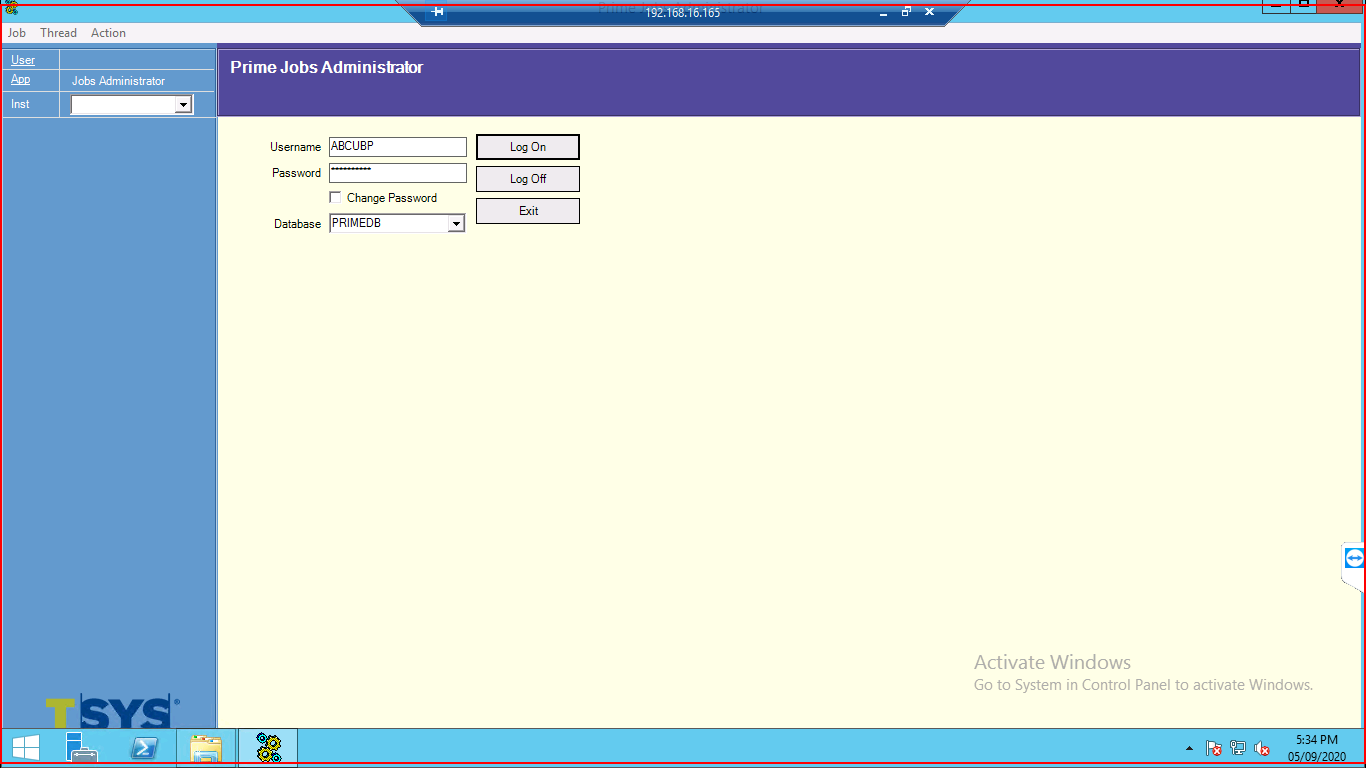 192.168.16.165
Job Thread Action
User
App Jobs Administrator
Inst
Prime Jobs Administrator
Username ABCUBP Log On
Password ********** Log Off
Change Password
Exit
Database PRIMEDB
Activate Windows
Go to System in Control Panel to activate Windows.
TSYS®
5:34 PM
05/09/2020